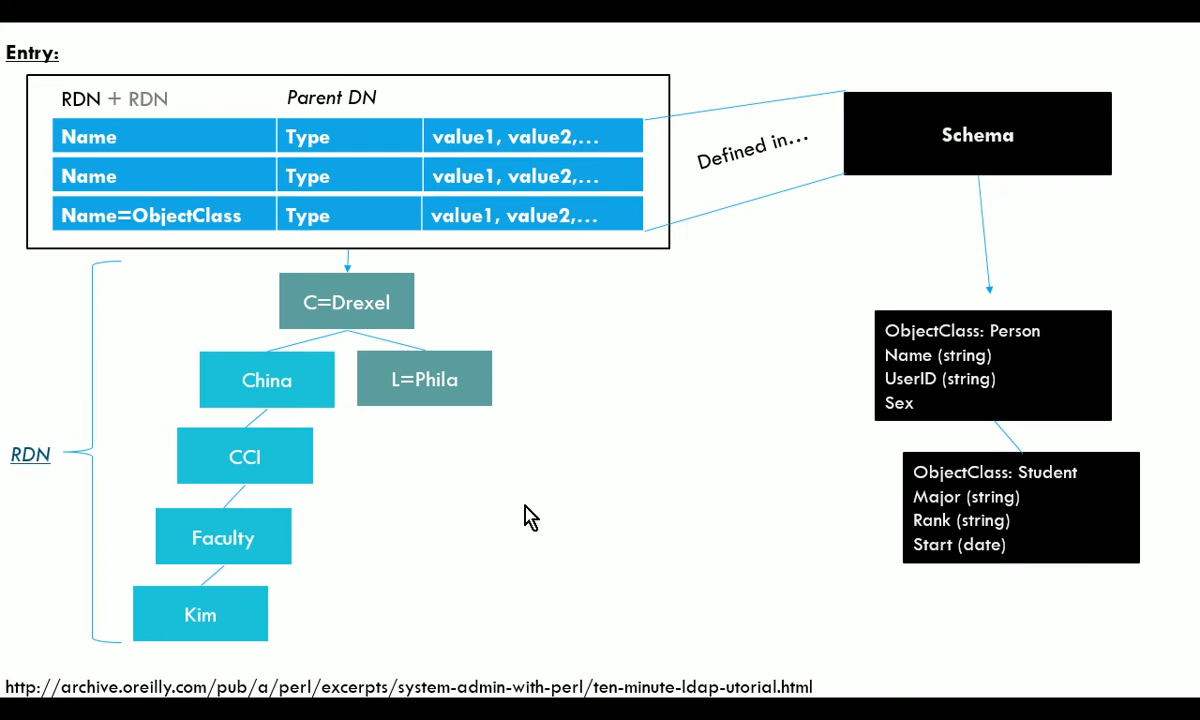 Entry:
RDN + RDN
Parent DN
Name Type value1, value2,...
Name Type value1, value2,...
Name=ObjectClass Type value1, value2,...
Defined in...
Schema
C=Drexel
China
L=Phila
CCI
Faculty
Kim
RDN
ObjectClass: Person
Name (string)
UserID (string)
Sex
ObjectClass: Student
Major (string)
Rank (string)
Start (date)
http://archive.oreilly.com/pub/a/perl/excerpts/system-admin-with-perl/ten-minute-ldap-utorial.html